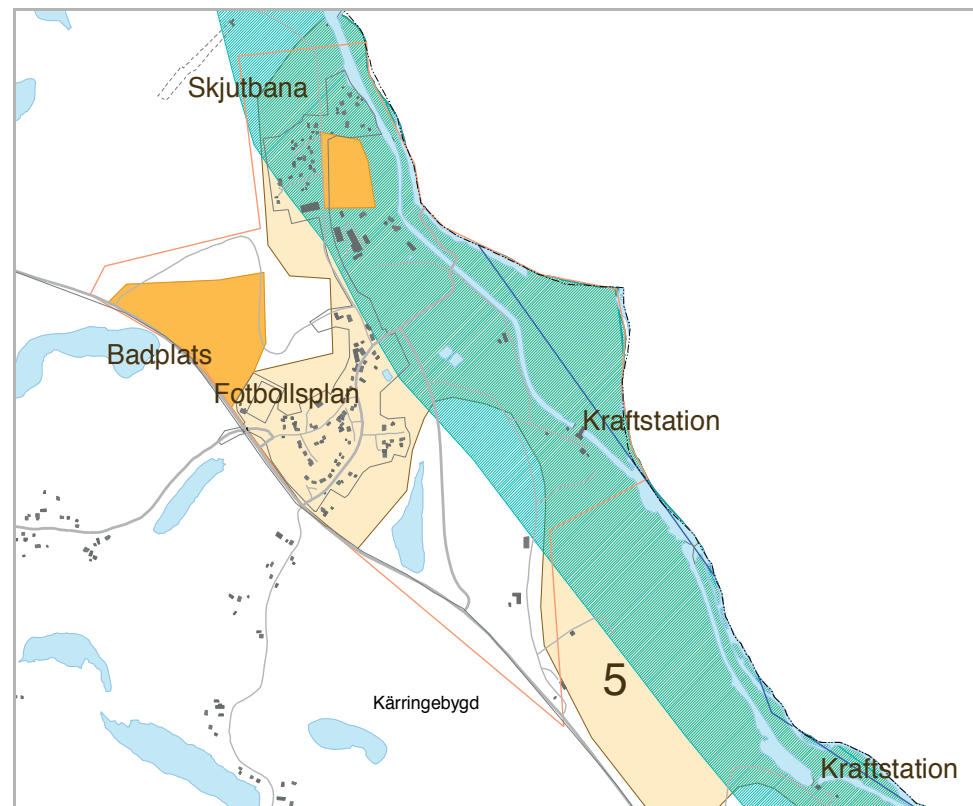 Skjutbana
Badplats
Fotbollsplan
Kraftstation
5
Kärringebygd
Kraftstation